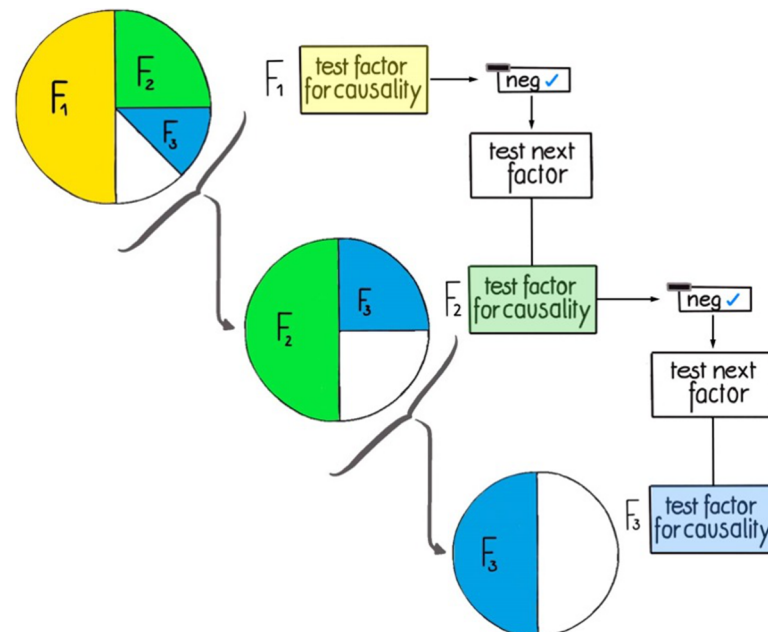 F1
F2
F3
F1
test factor
for causality
neg ✓
test next
factor
F2
F3
F2
test factor
for causality
neg ✓
test next
factor
F3
F3
test factor
for causality